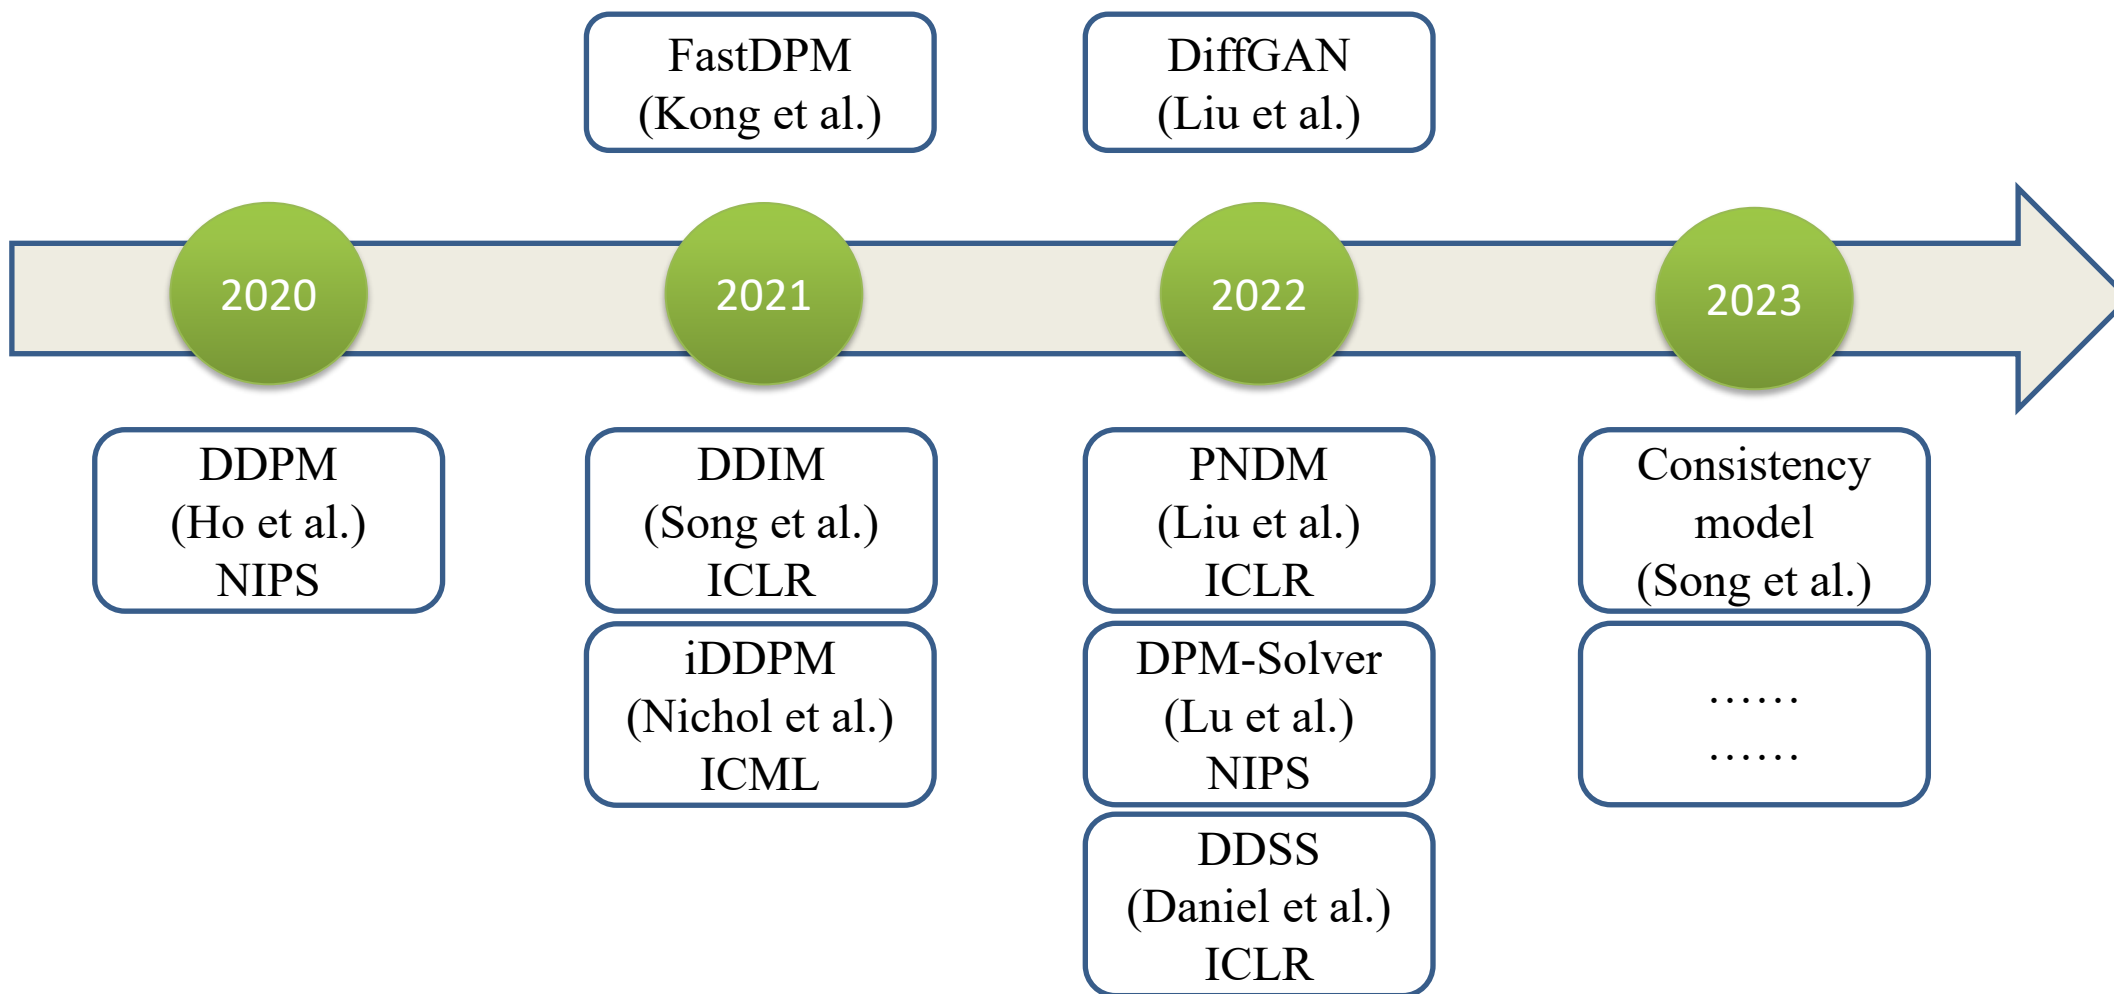 FastDPM
(Kong et al.)
DiffGAN
(Liu et al.)
2020
2021
2022
2023
DDPM
(Ho et al.)
NIPS
DDIM
(Song et al.)
ICLR
PNDM
(Liu et al.)
ICLR
Consistency
model
(Song et al.)
iDDPM
(Nichol et al.)
ICML
DPM-Solver
(Lu et al.)
NIPS
……
……
DDSS
(Daniel et al.)
ICLR